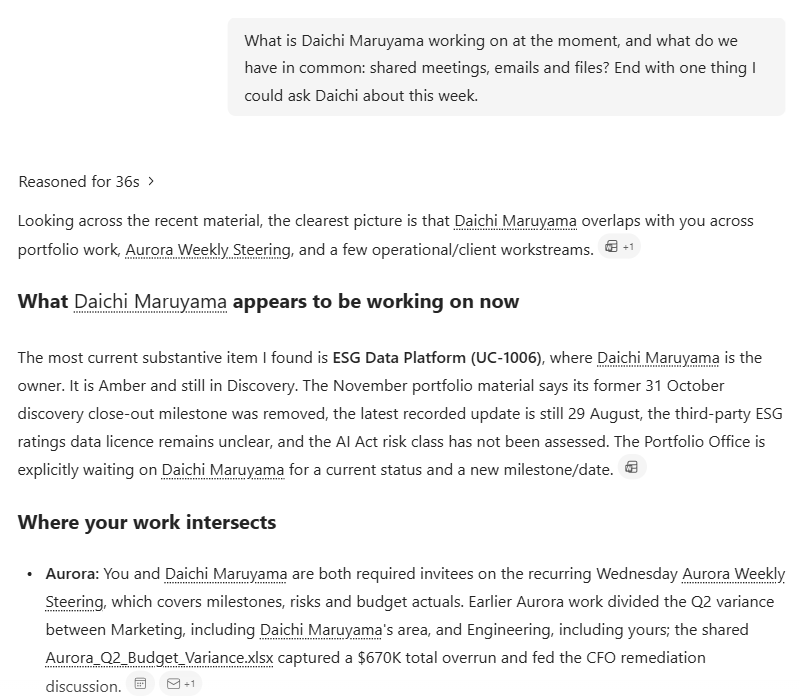 What is Daichi Maruyama working on at the moment, and what do we
have in common: shared meetings, emails and files? End with one thing I
could ask Daichi about this week.
Reasoned for 36s
Looking across the recent material, the clearest picture is that Daichi Maruyama overlaps with you across
portfolio work, Aurora Weekly Steering, and a few operational/client workstreams. +1
What Daichi Maruyama appears to be working on now
The most current substantive item I found is ESG Data Platform (UC-1006), where Daichi Maruyama is the
owner. It is Amber and still in Discovery. The November portfolio material says its former 31 October
discovery close-out milestone was removed, the latest recorded update is still 29 August, the third-party ESG
ratings data licence remains unclear, and the AI Act risk class has not been assessed. The Portfolio Office is
explicitly waiting on Daichi Maruyama for a current status and a new milestone/date.
Where your work intersects
• Aurora: You and Daichi Maruyama are both required invitees on the recurring Wednesday Aurora Weekly
Steering, which covers milestones, risks and budget actuals. Earlier Aurora work divided the Q2 variance
between Marketing, including Daichi Maruyama's area, and Engineering, including yours; the shared
Aurora_Q2_Budget_Variance.xlsx captured a $670K total overrun and fed the CFO remediation
discussion. +1